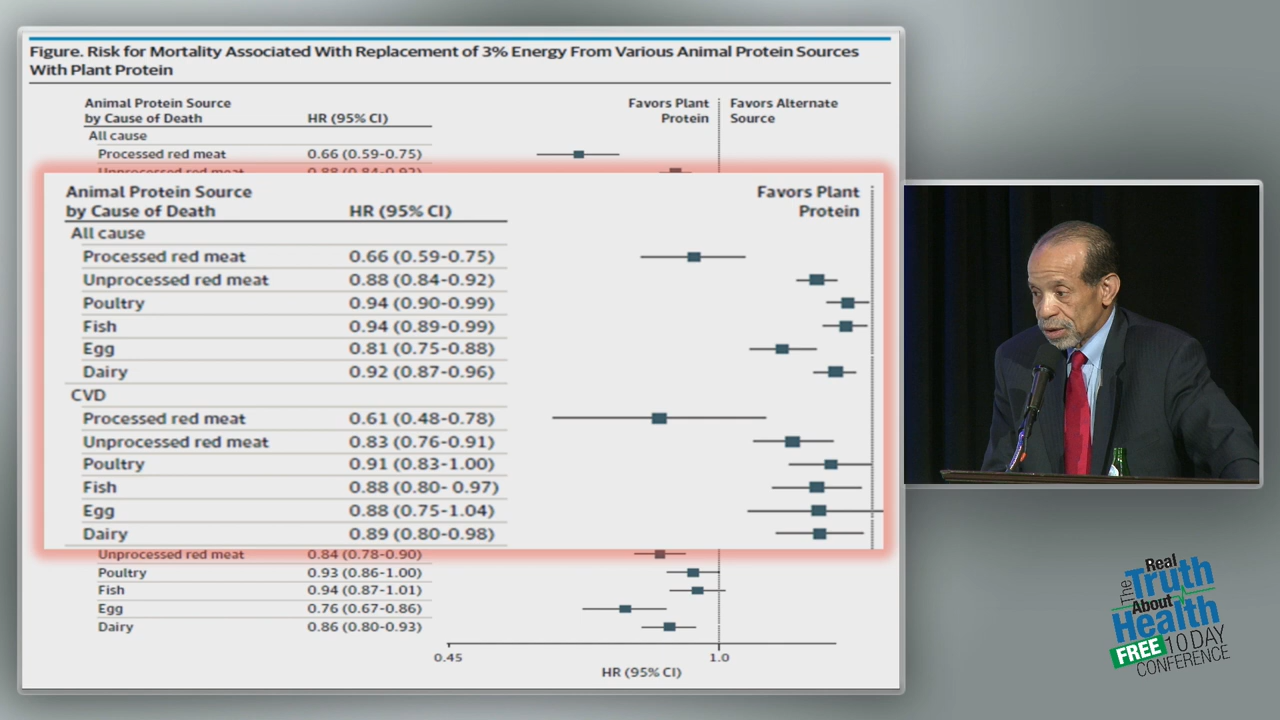 Figure. Risk for Mortality Associated With Replacement of 3% Energy From Various Animal Protein Sources
With Plant Protein
Animal Protein Source
by Cause of Death HR (95% CI)
Favors Plant
Protein
Favors Alternate
Source
All cause
Processed red meat 0.66 (0.59-0.75)
Unprocessed red meat 0.88 (0.84-0.92)
Animal Protein Source
by Cause of Death HR (95% CI)
Favors Plant
Protein
All cause
Processed red meat 0.66 (0.59-0.75)
Unprocessed red meat 0.88 (0.84-0.92)
Poultry 0.94 (0.90-0.99)
Fish 0.94 (0.89-0.99)
Egg 0.81 (0.75-0.88)
Dairy 0.92 (0.87-0.96)
CVD
Processed red meat 0.61 (0.48-0.78)
Unprocessed red meat 0.83 (0.76-0.91)
Poultry 0.91 (0.83-1.00)
Fish 0.88 (0.80- 0.97)
Egg 0.88 (0.75-1.04)
Dairy 0.89 (0.80-0.98)
Unprocessed red meat 0.84 (0.78-0.90)
Poultry 0.93 (0.86-1.00)
Fish 0.94 (0.87-1.01)
Egg 0.76 (0.67-0.86)
Dairy 0.86 (0.80-0.93)
0.45 1.0
HR (95% CI)
The Real
Truth
About
Health
FREE 10 DAY
CONFERENCE